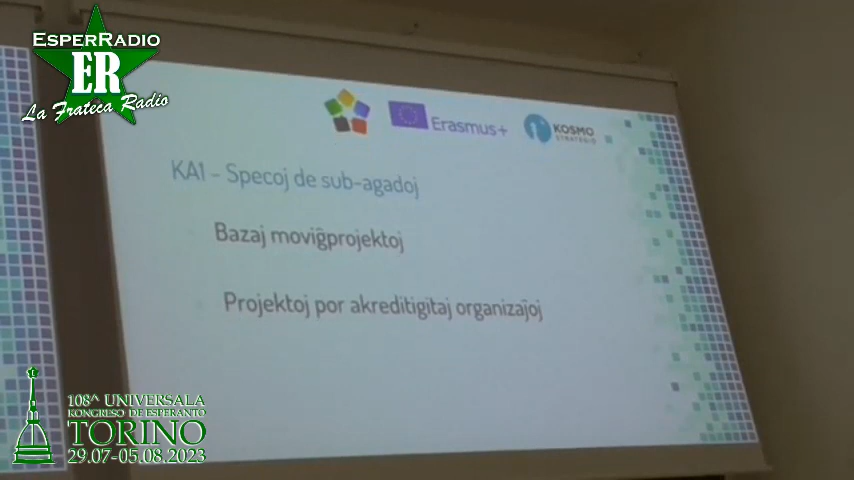 EsperRadio
ER
La Frateca Radio
Erasmus+
KOSMO
STRATEGIO
KA1 - Specoj de sub-agadoj
Bazaj moviĝprojektoj
Projektoj por akreditigitaj organizaĵoj
108^ UNIVERSALA
KONGRESO DE ESPERANTO
TORINO
29.07-05.08.2023